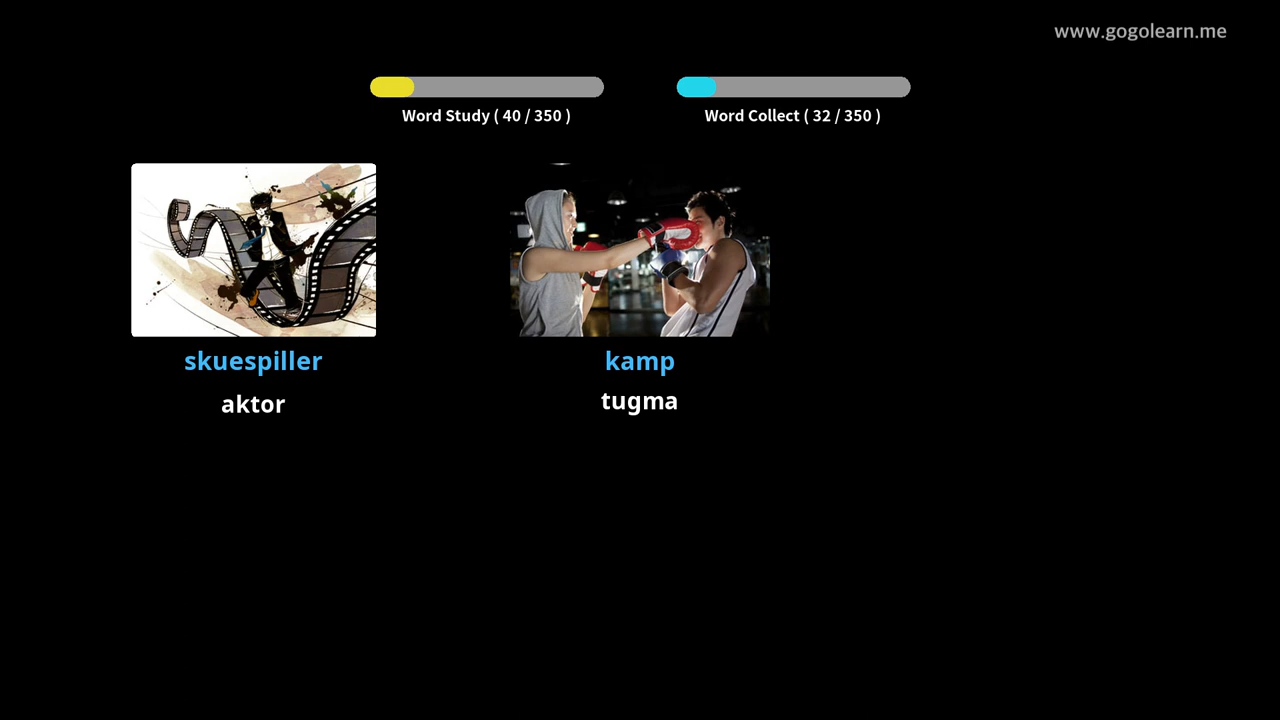 www.gogolearn.me
Word Study ( 40 / 350 )
Word Collect ( 32 / 350 )
skuespiller
aktor
kamp
tugma